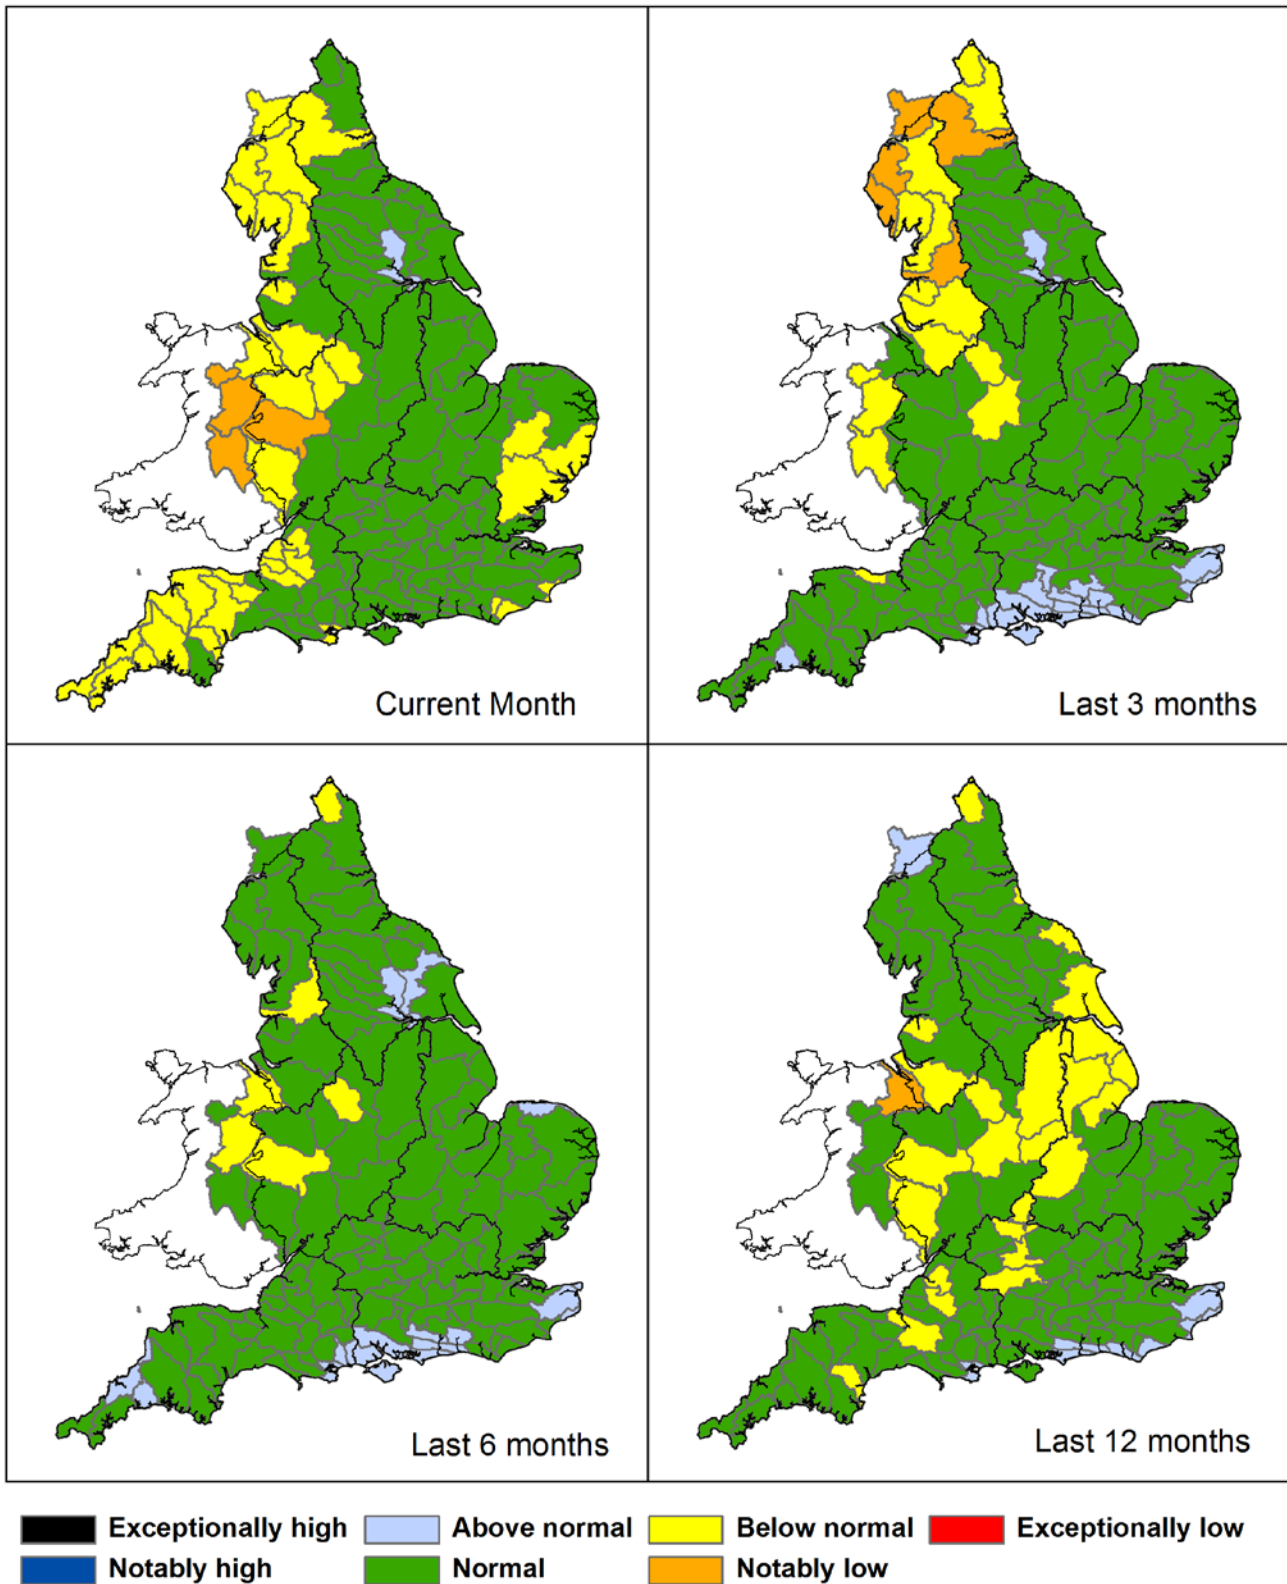 Current Month
Last 3 months
Last 6 months
Last 12 months
Exceptionally high
Above normal
Below normal
Exceptionally low
Notably high
Normal
Notably low